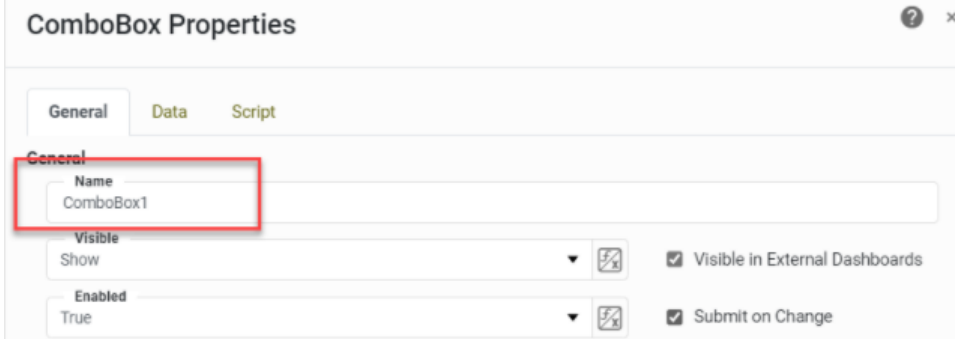 ComboBox Properties
General Data Script
General
Name
ComboBox1
Visible
Show
Visible in External Dashboards
Enabled
True
Submit on Change